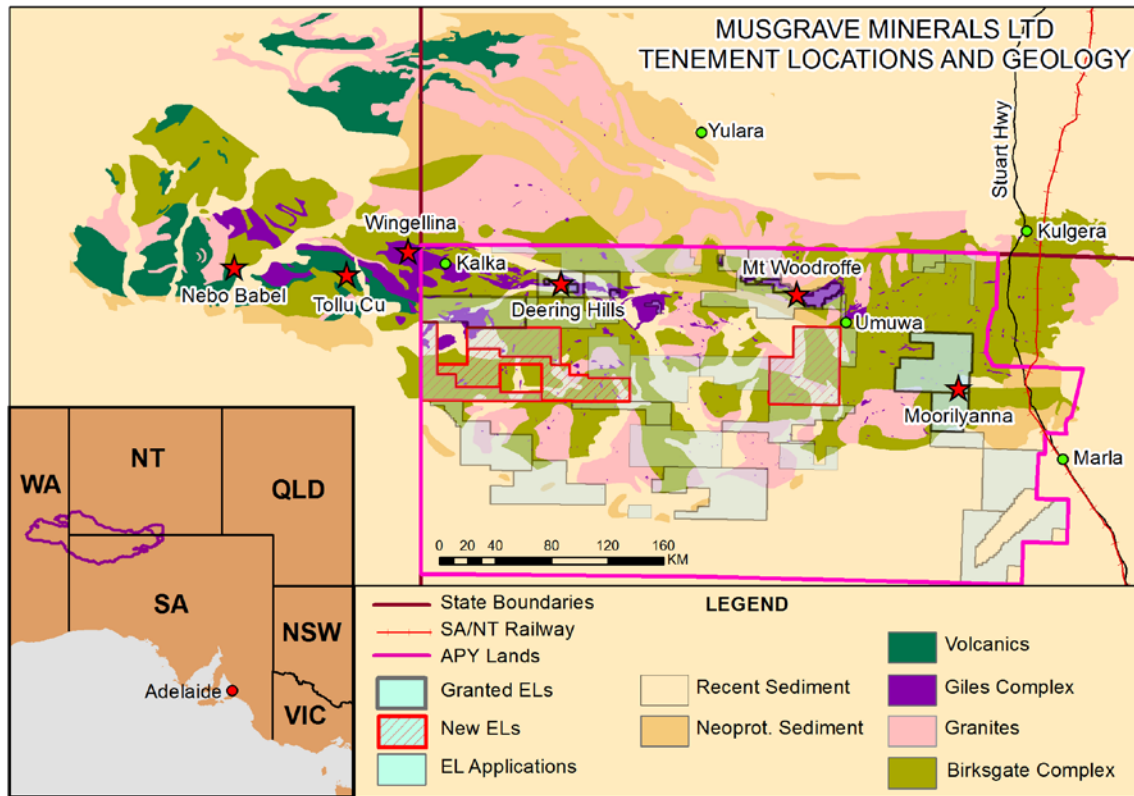 MUSGRAVE MINERALS LTD
TENEMENT LOCATIONS AND GEOLOGY
Yulara
Stuart Hwy
Kulgera
Wingellina
Kalka
Mt Woodroffe
Nebo Babel
Tollu Cu
Deering Hills
Umuwa
Moorilyanna
Marla
0 20 40 80 120 160
KM
WA
NT
QLD
SA
NSW
VIC
Adelaide
LEGEND
State Boundaries
SA/NT Railway
APY Lands
Granted ELs
New ELs
EL Applications
Recent Sediment
Neoprot. Sediment
Volcanics
Giles Complex
Granites
Birksgate Complex